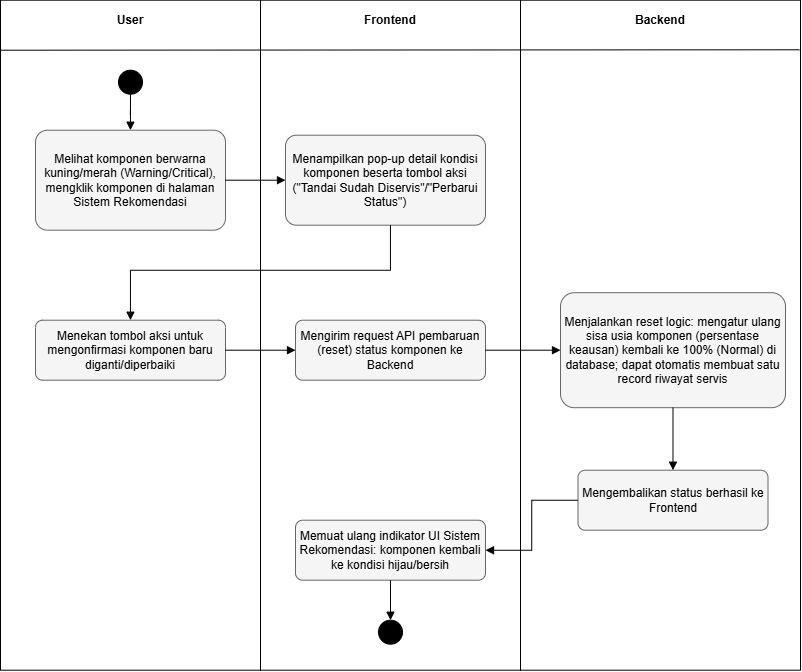 User
Frontend
Backend
Melihat komponen berwarna
kuning/merah (Warning/Critical),
mengklik komponen di halaman
Sistem Rekomendasi
Menampilkan pop-up detail kondisi
komponen beserta tombol aksi
("Tandai Sudah Diservis"/"Perbarui
Status")
Menekan tombol aksi untuk
mengonfirmasi komponen baru
diganti/diperbaiki
Mengirim request API pembaruan
(reset) status komponen ke
Backend
Menjalankan reset logic: mengatur ulang
sisa usia komponen (persentase
keausan) kembali ke 100% (Normal) di
database; dapat otomatis membuat satu
record riwayat servis
Mengembalikan status berhasil ke
Frontend
Memuat ulang indikator UI Sistem
Rekomendasi: komponen kembali
ke kondisi hijau/bersih